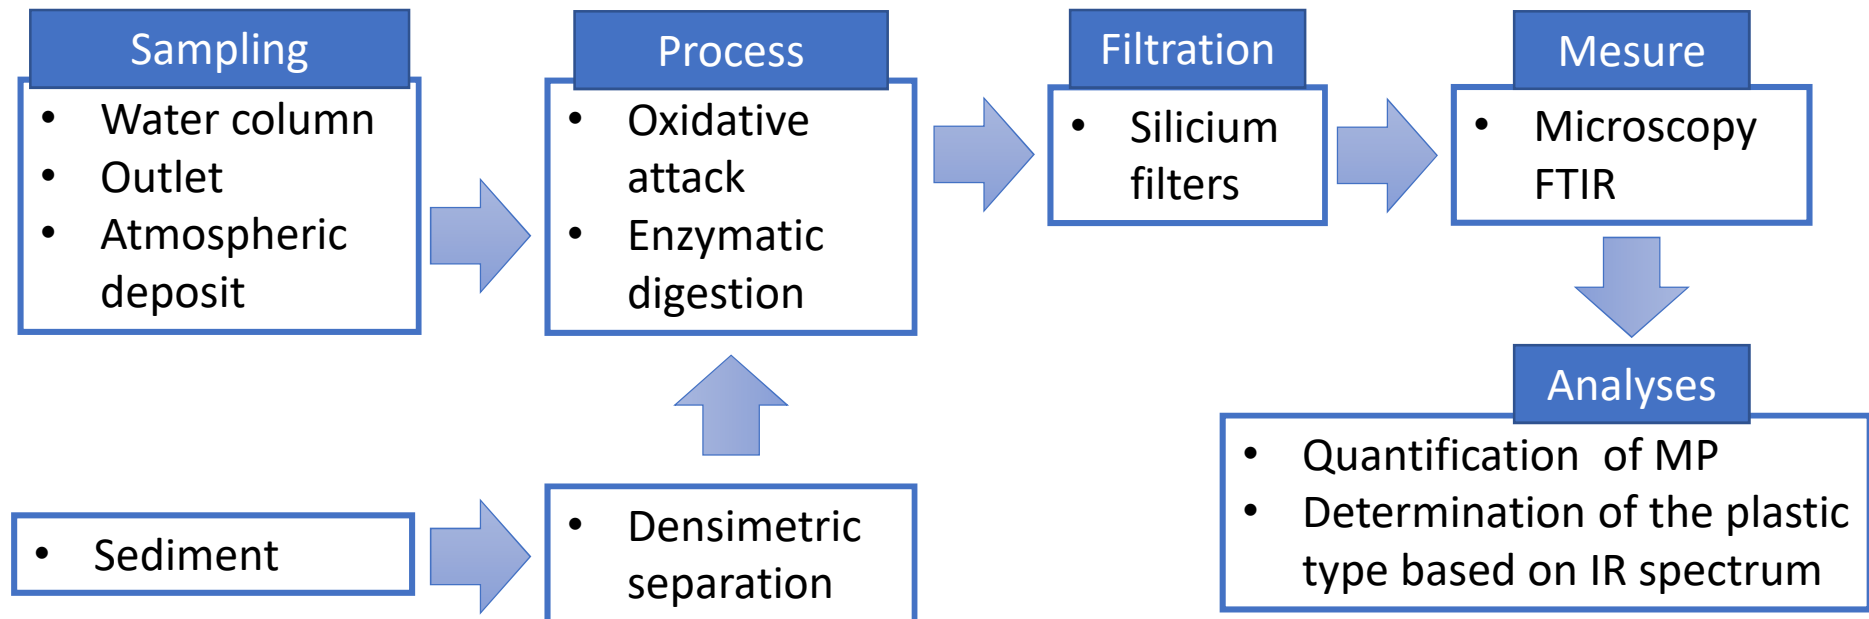 Sampling
• Water column
• Outlet
• Atmospheric
deposit
Process
• Oxidative
attack
• Enzymatic
digestion
Filtration
• Silicium
filters
Mesure
• Microscopy
FTIR
Analyses
• Quantification of MP
• Determination of the plastic
type based on IR spectrum
• Sediment
• Densimetric
separation